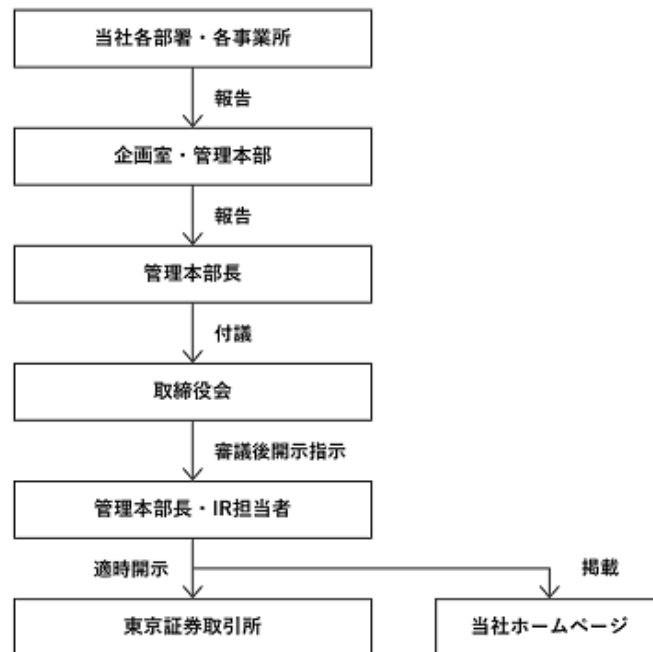 当社各部署・各事業所
報告
企画室・管理本部
報告
管理本部長
付議
取締役会
審議後開示指示
管理本部長・IR担当者
適時開示
掲載
東京証券取引所
当社ホームページ